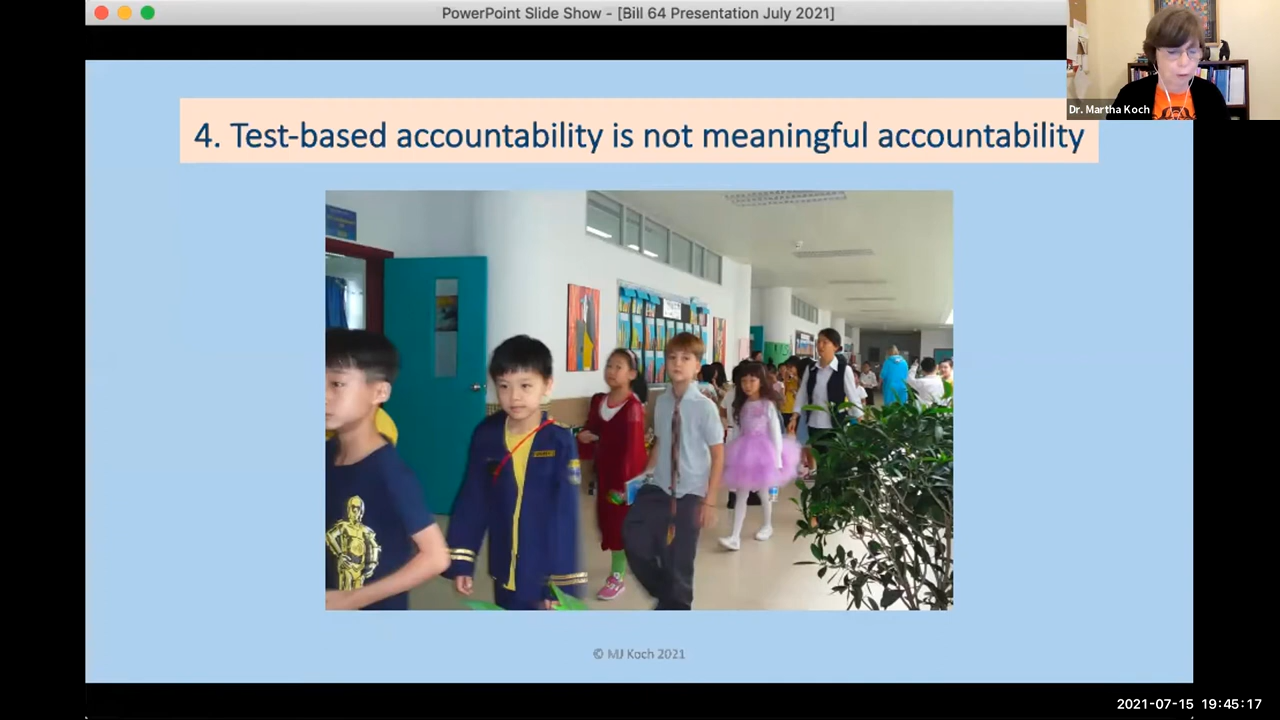 PowerPoint Slide Show - [Bill 64 Presentation July 2021]
Dr. Martha Koch
4. Test-based accountability is not meaningful accountability
© MJ Koch 2021
2021-07-15 19:45:17